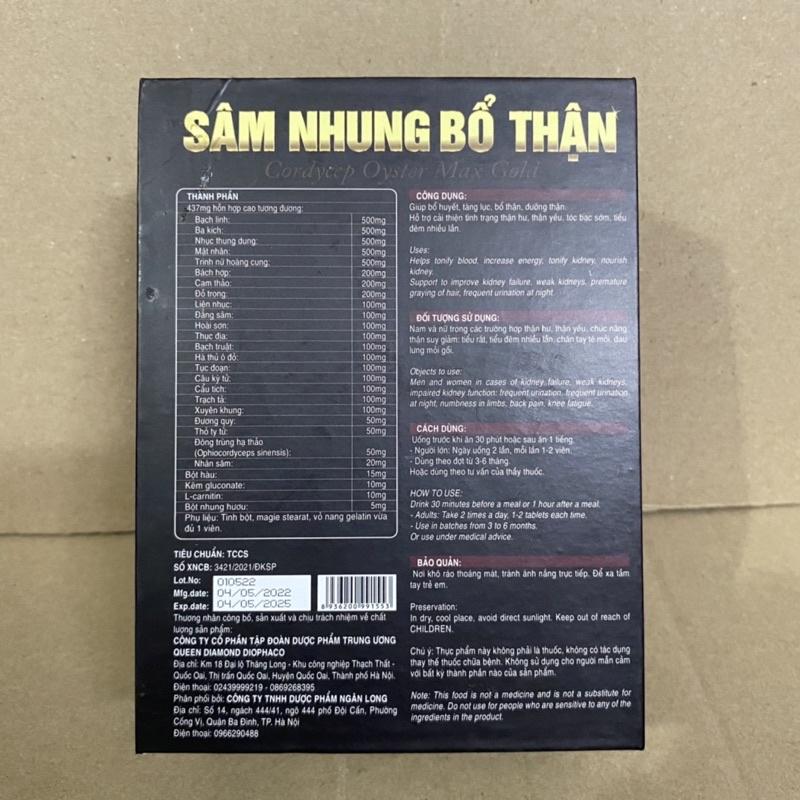 SÂM NHUNG BỔ THẬN
Cordycep Oyster Max Gold
THÀNH PHẦN
437mg hỗn hợp cao tương đương:
Bạch linh: 500mg
Ba kích: 500mg
Nhục thung dung: 500mg
Mật nhân: 500mg
Trinh nữ hoàng cung: 500mg
Bách hợp: 200mg
Cam thảo: 200mg
Đỗ trọng: 200mg
Liên nhục: 100mg
Đẳng sâm: 100mg
Hoài sơn: 100mg
Thục địa: 100mg
Bạch truật: 100mg
Hà thủ ô đỏ: 100mg
Tục đoạn: 100mg
Câu kỷ tử: 100mg
Cẩu tích: 100mg
Trạch tả: 100mg
Xuyên khung: 100mg
Đương quy: 50mg
Thỏ ty tử: 50mg
Đông trùng hạ thảo
(Ophiocordyceps sinensis): 50mg
Nhân sâm: 20mg
Bột hàu: 15mg
Kẽm gluconate: 10mg
L-carnitin: 10mg
Bột nhung hươu: 5mg
Phụ liệu: Tinh bột, magie stearat, vỏ nang gelatin vừa
đủ 1 viên.
TIÊU CHUẨN: TCCS
SỐ XNCB: 3421/2021/ĐKSP
Lot.No: 010522
Mfg.date: 04/05/2022
Exp.date: 04/05/2025
8 936200 991553
Thương nhân công bố, sản xuất và chịu trách nhiệm về chất
lượng sản phẩm:
CÔNG TY CỔ PHẦN TẬP ĐOÀN DƯỢC PHẨM TRUNG ƯƠNG
QUEEN DIAMOND DIOPHACO
Địa chỉ: Km 18 Đại lộ Thăng Long - Khu công nghiệp Thạch Thất -
Quốc Oai, Thị trấn Quốc Oai, Huyện Quốc Oai, Thành phố Hà Nội.
Điện thoại: 02439999219 - 0869268395
Phân phối bởi: CÔNG TY TNHH DƯỢC PHẨM NGÂN LONG
Địa chỉ: Số 14, ngách 444/41, ngõ 444 phố Đội Cấn, Phường
Cống Vị, Quận Ba Đình, TP. Hà Nội
Điện thoại: 0966290488
CÔNG DỤNG:
Giúp bổ huyết, tăng lục, bổ thận, dưỡng thận.
Hỗ trợ cải thiện tình trạng thận hư, thận yếu, tóc bạc sớm, tiểu
đêm nhiều lần.
Uses:
Helps tonify blood, increase energy, tonify kidney, nourish
kidney.
Support to improve kidney failure, weak kidneys, premature
graying of hair, frequent urination at night.
ĐỐI TƯỢNG SỬ DỤNG:
Nam và nữ trong các trường hợp thận hư, thận yếu, chức năng
thận suy giảm: tiểu rắt, tiểu đêm nhiều lần, chân tay tê mỏi, đau
lưng mỏi gối.
Objects to use:
Men and women in cases of kidney failure, weak kidneys,
impaired kidney function: frequent urination, frequent urination
at night, numbness in limbs, back pain, knee fatigue.
CÁCH DÙNG:
Uống trước khi ăn 30 phút hoặc sau ăn 1 tiếng.
- Người lớn: Ngày uống 2 lần, mỗi lần 1-2 viên.
- Dùng theo đợt từ 3-6 tháng.
Hoặc dùng theo tư vấn của thầy thuốc.
HOW TO USE:
Drink 30 minutes before a meal or 1 hour after a meal.
- Adults: Take 2 times a day, 1-2 tablets each time.
- Use in batches from 3 to 6 months.
Or use under medical advice.
BẢO QUẢN:
Nơi khô ráo thoáng mát, tránh ánh nắng trực tiếp. Để xa tầm
tay trẻ em.
Preservation:
In dry, cool place, avoid direct sunlight. Keep out of reach of
CHILDREN.
Chú ý: Thực phẩm này không phải là thuốc, không có tác dụng
thay thế thuốc chữa bệnh. Không sử dụng cho người mẫn cảm
với bất kỳ thành phần nào của sản phẩm.
Note: This food is not a medicine and is not a substitute for
medicine. Do not use for people who are sensitive to any of the
ingredients in the product.